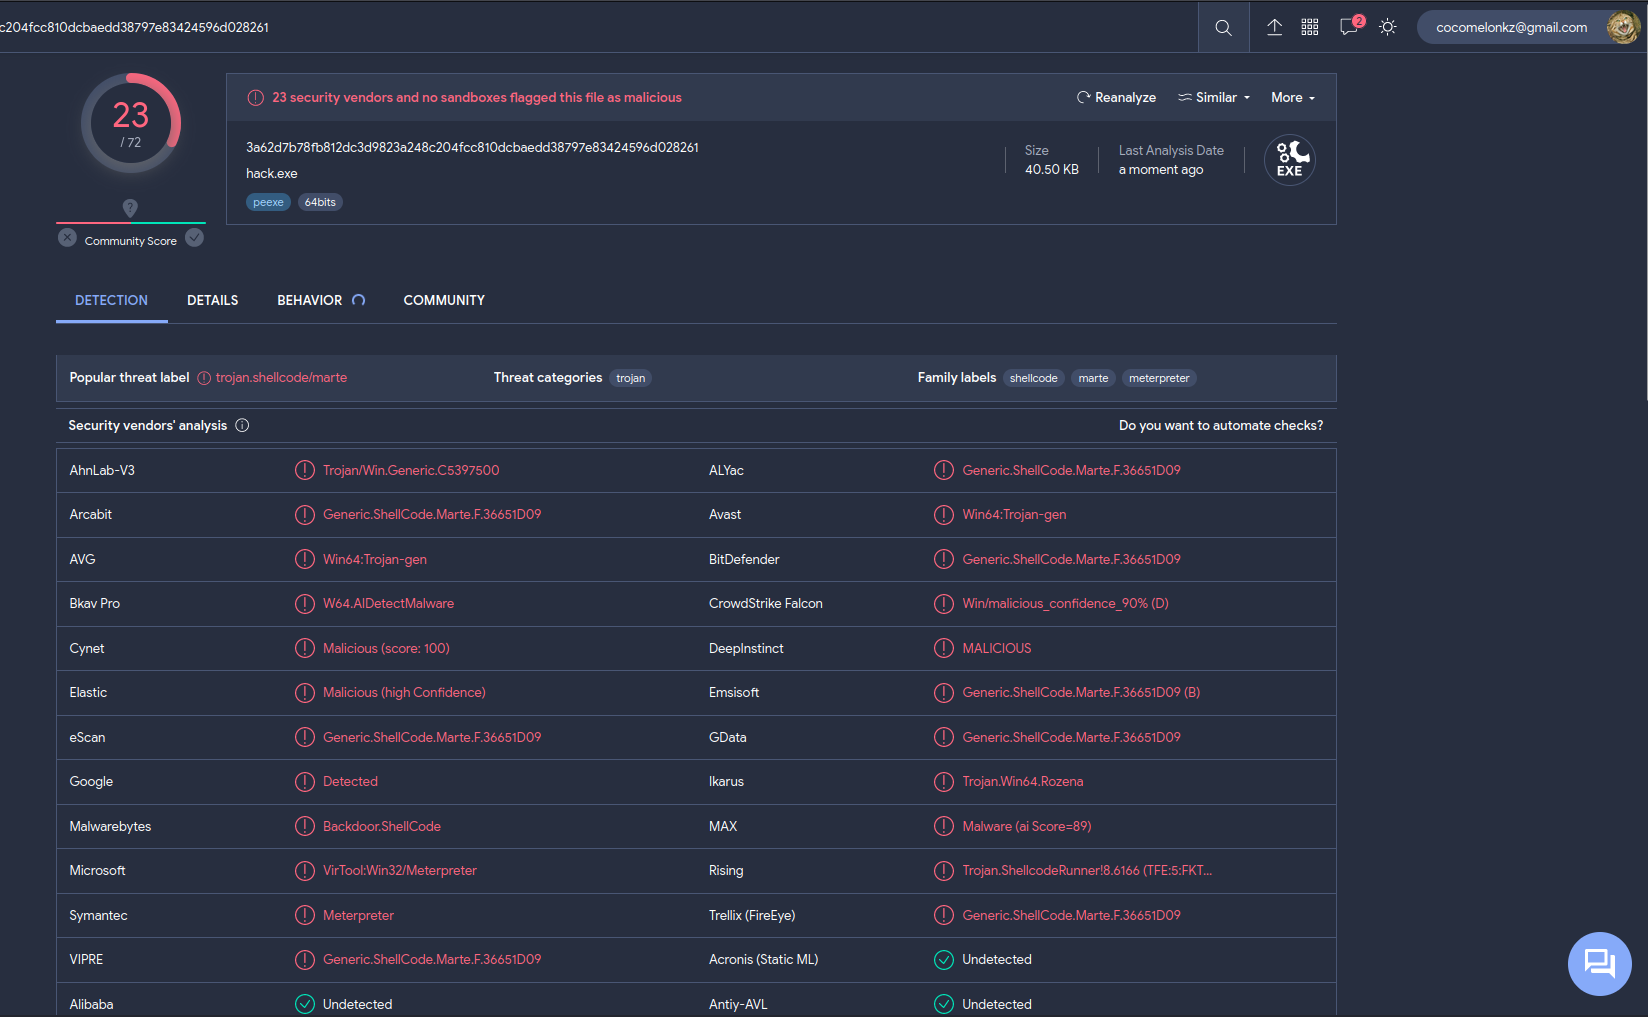 c204fcc810dcbaedd38797e83424596d028261
2
cocomelonkz@gmail.com
23
/ 72
Community Score
23 security vendors and no sandboxes flagged this file as malicious
Reanalyze
Similar
More
3a62d7b78fb812dc3d9823a248c204fcc810dcbaedd38797e83424596d028261
hack.exe
peexe
64bits
Size
40.50 KB
Last Analysis Date
a moment ago
EXE
DETECTION
DETAILS
BEHAVIOR
COMMUNITY
Popular threat label
trojan.shellcode/marte
Threat categories
trojan
Family labels
shellcode
marte
meterpreter
Security vendors' analysis
Do you want to automate checks?
AhnLab-V3
Trojan/Win.Generic.C5397500
ALYac
Generic.ShellCode.Marte.F.36651D09
Arcabit
Generic.ShellCode.Marte.F.36651D09
Avast
Win64:Trojan-gen
AVG
Win64:Trojan-gen
BitDefender
Generic.ShellCode.Marte.F.36651D09
Bkav Pro
W64.AIDetectMalware
CrowdStrike Falcon
Win/malicious_confidence_90% (D)
Cynet
Malicious (score: 100)
DeepInstinct
MALICIOUS
Elastic
Malicious (high Confidence)
Emsisoft
Generic.ShellCode.Marte.F.36651D09 (B)
eScan
Generic.ShellCode.Marte.F.36651D09
GData
Generic.ShellCode.Marte.F.36651D09
Google
Detected
Ikarus
Trojan.Win64.Rozena
Malwarebytes
Backdoor.ShellCode
MAX
Malware (ai Score=89)
Microsoft
VirTool:Win32/Meterpreter
Rising
Trojan.ShellcodeRunner!8.6166 (TFE:5:FKT...
Symantec
Meterpreter
Trellix (FireEye)
Generic.ShellCode.Marte.F.36651D09
VIPRE
Generic.ShellCode.Marte.F.36651D09
Acronis (Static ML)
Undetected
Alibaba
Undetected
Antiy-AVL
Undetected